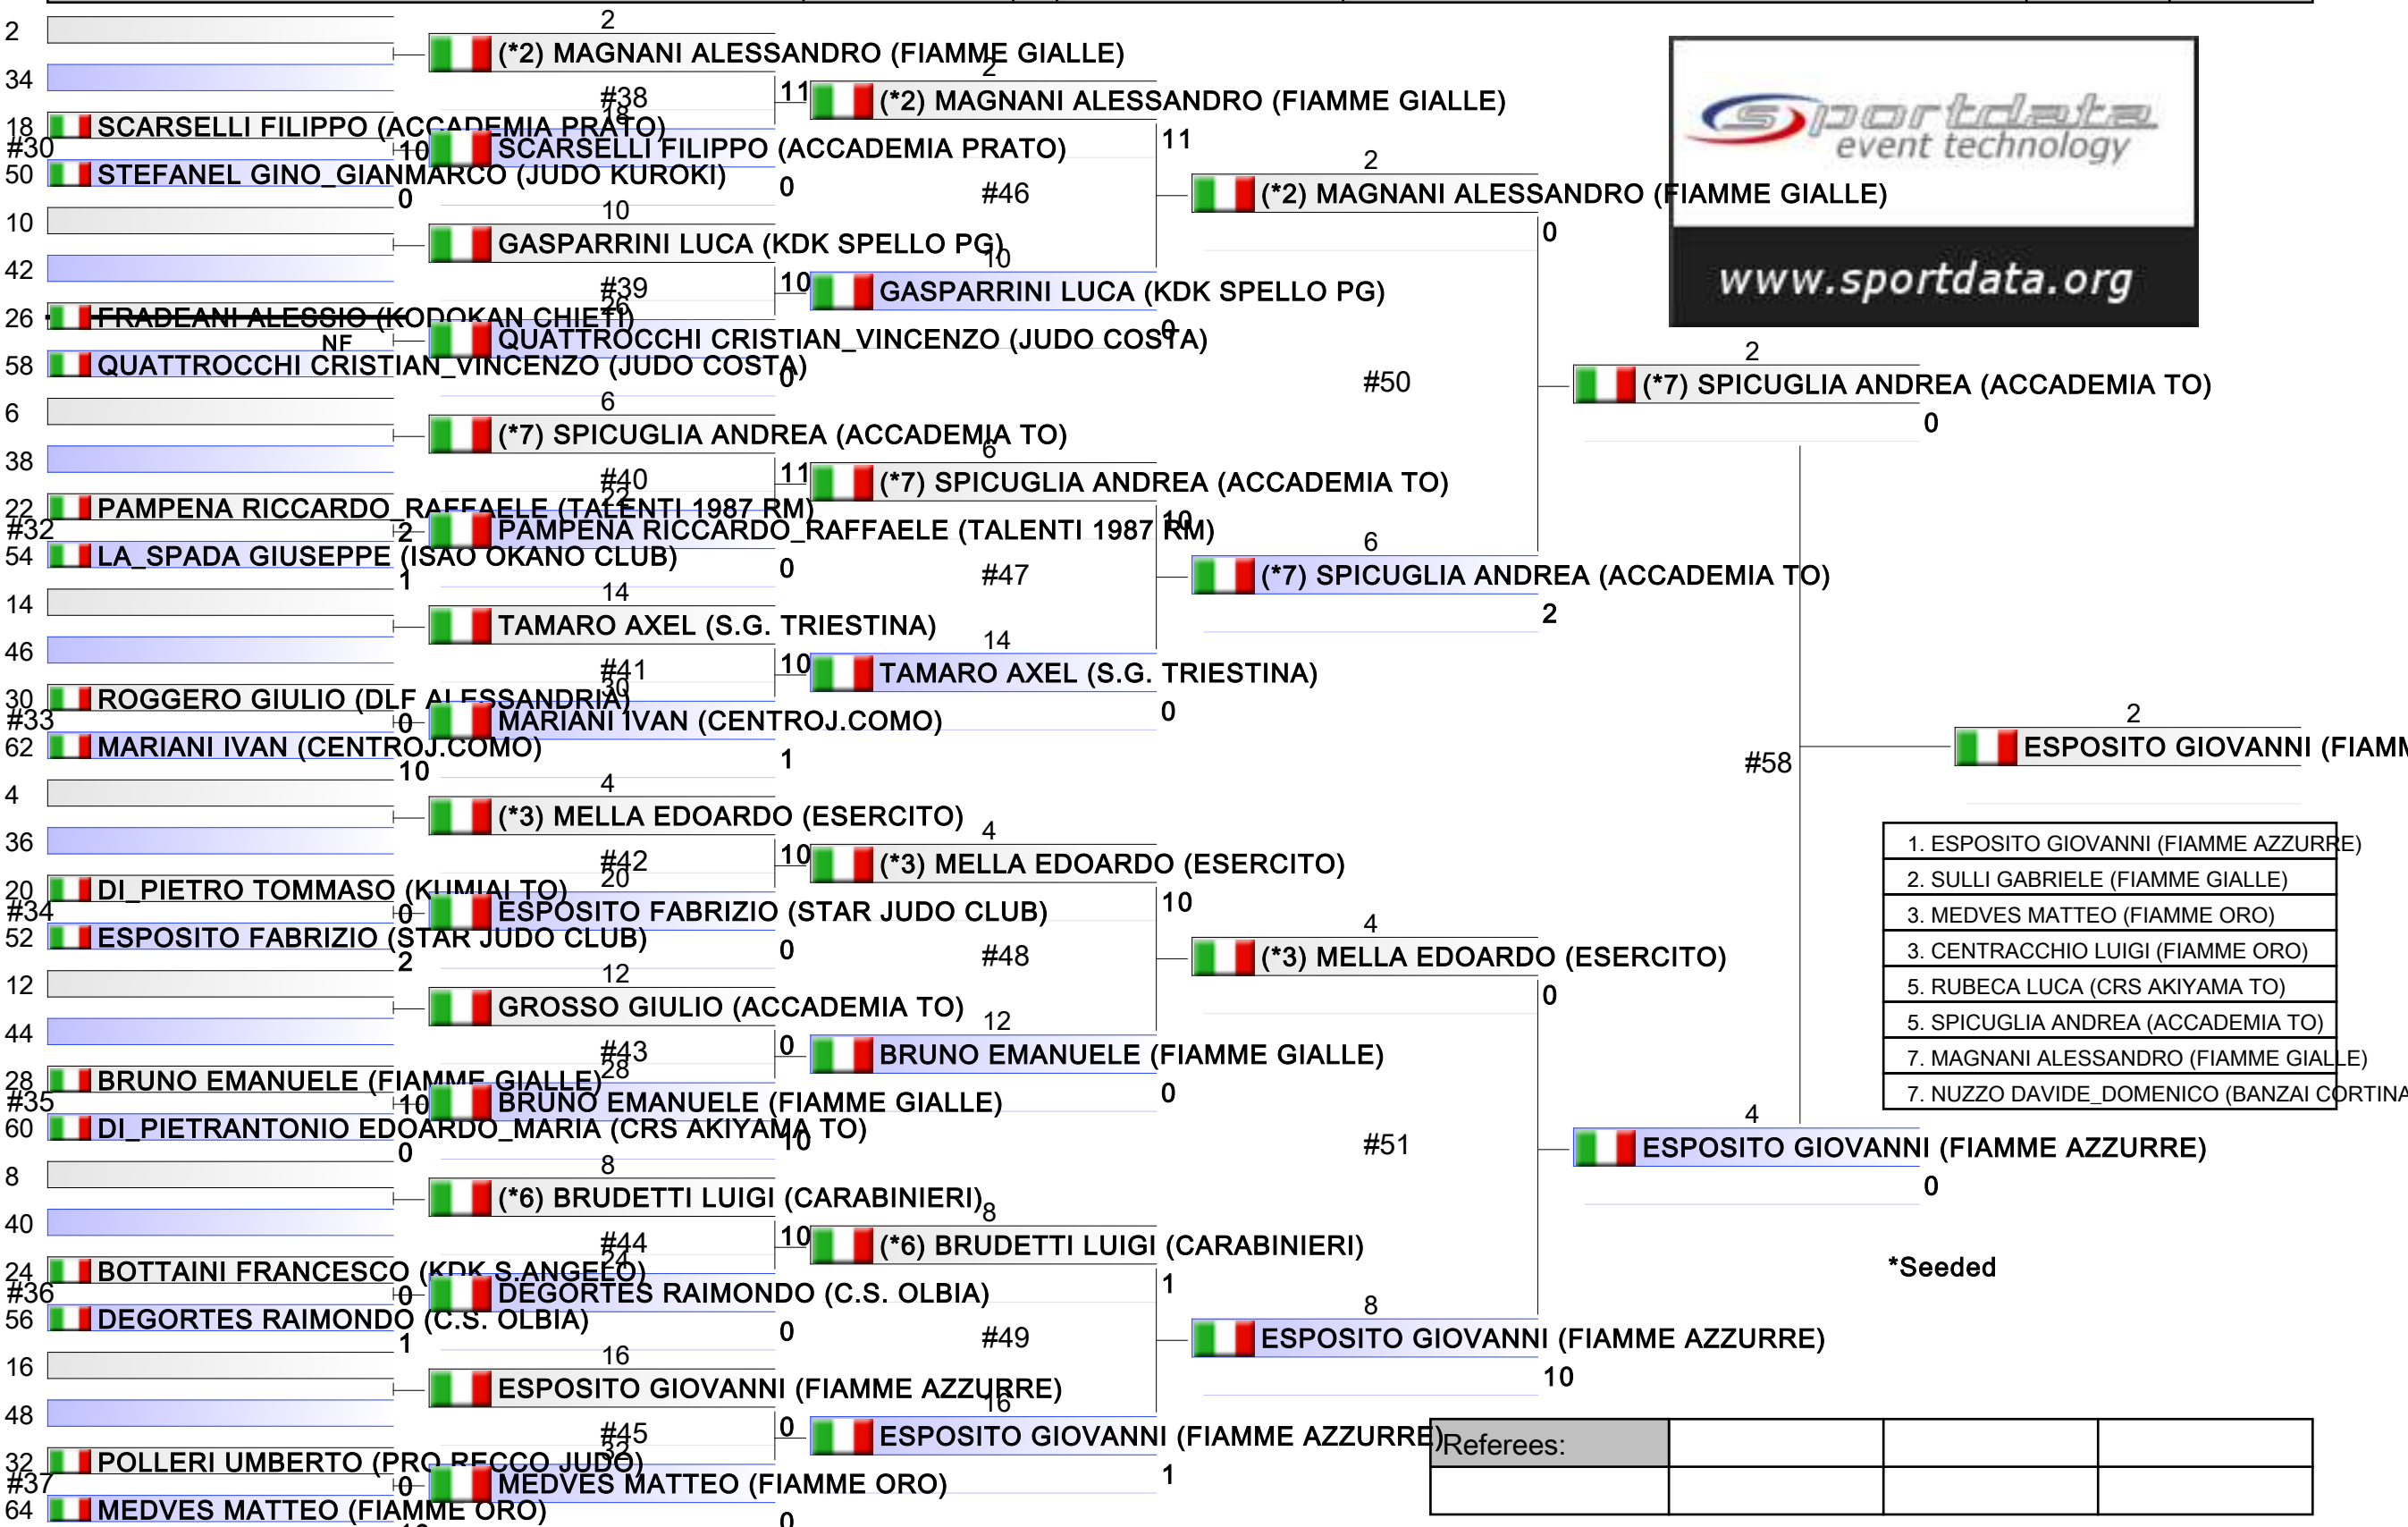 2
34
18 SCARSELLI FILIPPO (ACCADEMIA PRATO)
#30 10
50 STEFANEL GINO_GIANMARCO (JUDO KUROKI)
0
10
42
26 FRADEANI ALESSIO (KODOKAN CHIETI)
NF
58 QUATTROCCHI CRISTIAN_VINCENZO (JUDO COSTA)
6
38
22 PAMPENA RICCARDO_RAFFAELE (TALENTI 1987 RM)
#32 2
54 LA_SPADA GIUSEPPE (ISAO OKANO CLUB)
1
14
46
30 ROGGERO GIULIO (DLF ALESSANDRIA)
#33 0
62 MARIANI IVAN (CENTROJ.COMO)
10
4
36
20 DI_PIETRO TOMMASO (KUMIAI TO)
#34 0
52 ESPOSITO FABRIZIO (STAR JUDO CLUB)
2
12
44
28 BRUNO EMANUELE (FIAMME GIALLE)
#35 10
60 DI_PIETRANTONIO EDOARDO_MARIA (CRS AKIYAMA TO)
0
8
40
24 BOTTAINI FRANCESCO (KDK S.ANGELO)
#36 0
56 DEGORTES RAIMONDO (C.S. OLBIA)
1
16
48
32 POLLERI UMBERTO (PRO RECCO JUDO)
#37 0
64 MEDVES MATTEO (FIAMME ORO)
2
(*2) MAGNANI ALESSANDRO (FIAMME GIALLE)
#38 11
18
SCARSELLI FILIPPO (ACCADEMIA PRATO)
0
10
GASPARRINI LUCA (KDK SPELLO PG)
#39 10
26
QUATTROCCHI CRISTIAN_VINCENZO (JUDO COSTA)
0
6
(*7) SPICUGLIA ANDREA (ACCADEMIA TO)
#40 11
22
PAMPENA RICCARDO_RAFFAELE (TALENTI 1987 RM)
0
14
TAMARO AXEL (S.G. TRIESTINA)
#41 10
30
MARIANI IVAN (CENTROJ.COMO)
1
4
(*3) MELLA EDOARDO (ESERCITO)
#42 10
20
ESPOSITO FABRIZIO (STAR JUDO CLUB)
0
12
GROSSO GIULIO (ACCADEMIA TO)
#43 0
28
BRUNO EMANUELE (FIAMME GIALLE)
10
8
(*6) BRUDETTI LUIGI (CARABINIERI)
#44 10
24
DEGORTES RAIMONDO (C.S. OLBIA)
0
16
ESPOSITO GIOVANNI (FIAMME AZZURRE)
#45 0
32
MEDVES MATTEO (FIAMME ORO)
0
2
(*2) MAGNANI ALESSANDRO (FIAMME GIALLE)
11
#46
10
GASPARRINI LUCA (KDK SPELLO PG)
0
6
(*7) SPICUGLIA ANDREA (ACCADEMIA TO)
10
#47
14
TAMARO AXEL (S.G. TRIESTINA)
0
4
(*3) MELLA EDOARDO (ESERCITO)
10
#48
12
BRUNO EMANUELE (FIAMME GIALLE)
0
8
(*6) BRUDETTI LUIGI (CARABINIERI)
1
#49
16
ESPOSITO GIOVANNI (FIAMME AZZURRE)
1
2
(*2) MAGNANI ALESSANDRO (FIAMME GIALLE)
0
#50
6
(*7) SPICUGLIA ANDREA (ACCADEMIA TO)
2
4
(*3) MELLA EDOARDO (ESERCITO)
0
#51
8
ESPOSITO GIOVANNI (FIAMME AZZURRE)
10
sportdata
event technology
www.sportdata.org
2
(*7) SPICUGLIA ANDREA (ACCADEMIA TO)
0
#58
4
ESPOSITO GIOVANNI (FIAMME AZZURRE)
0
2
ESPOSITO GIOVANNI (FIAM
1. ESPOSITO GIOVANNI (FIAMME AZZURRE)
2. SULLI GABRIELE (FIAMME GIALLE)
3. MEDVES MATTEO (FIAMME ORO)
3. CENTRACCHIO LUIGI (FIAMME ORO)
5. RUBECA LUCA (CRS AKIYAMA TO)
5. SPICUGLIA ANDREA (ACCADEMIA TO)
7. MAGNANI ALESSANDRO (FIAMME GIALLE)
7. NUZZO DAVIDE_DOMENICO (BANZAI CORTINA
*Seeded
Referees: